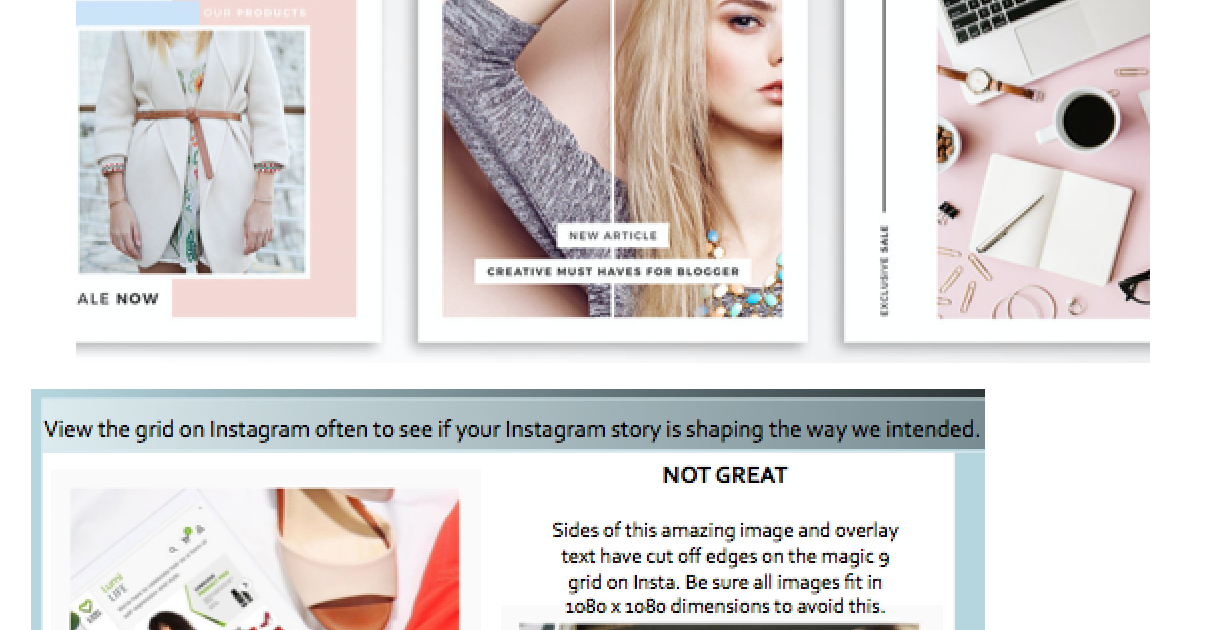 OUR PRODUCTS
ALE NOW
NEW ARTICLE
CREATIVE MUST HAVES FOR BLOGGER
EXCLUSIVE SALE
View the grid on Instagram often to see if your Instagram story is shaping the way we intended.
NOT GREAT
Sides of this amazing image and overlay
text have cut off edges on the magic 9
grid on Insta. Be sure all images fit in
1080 x 1080 dimensions to avoid this.
Lumi
LIFE